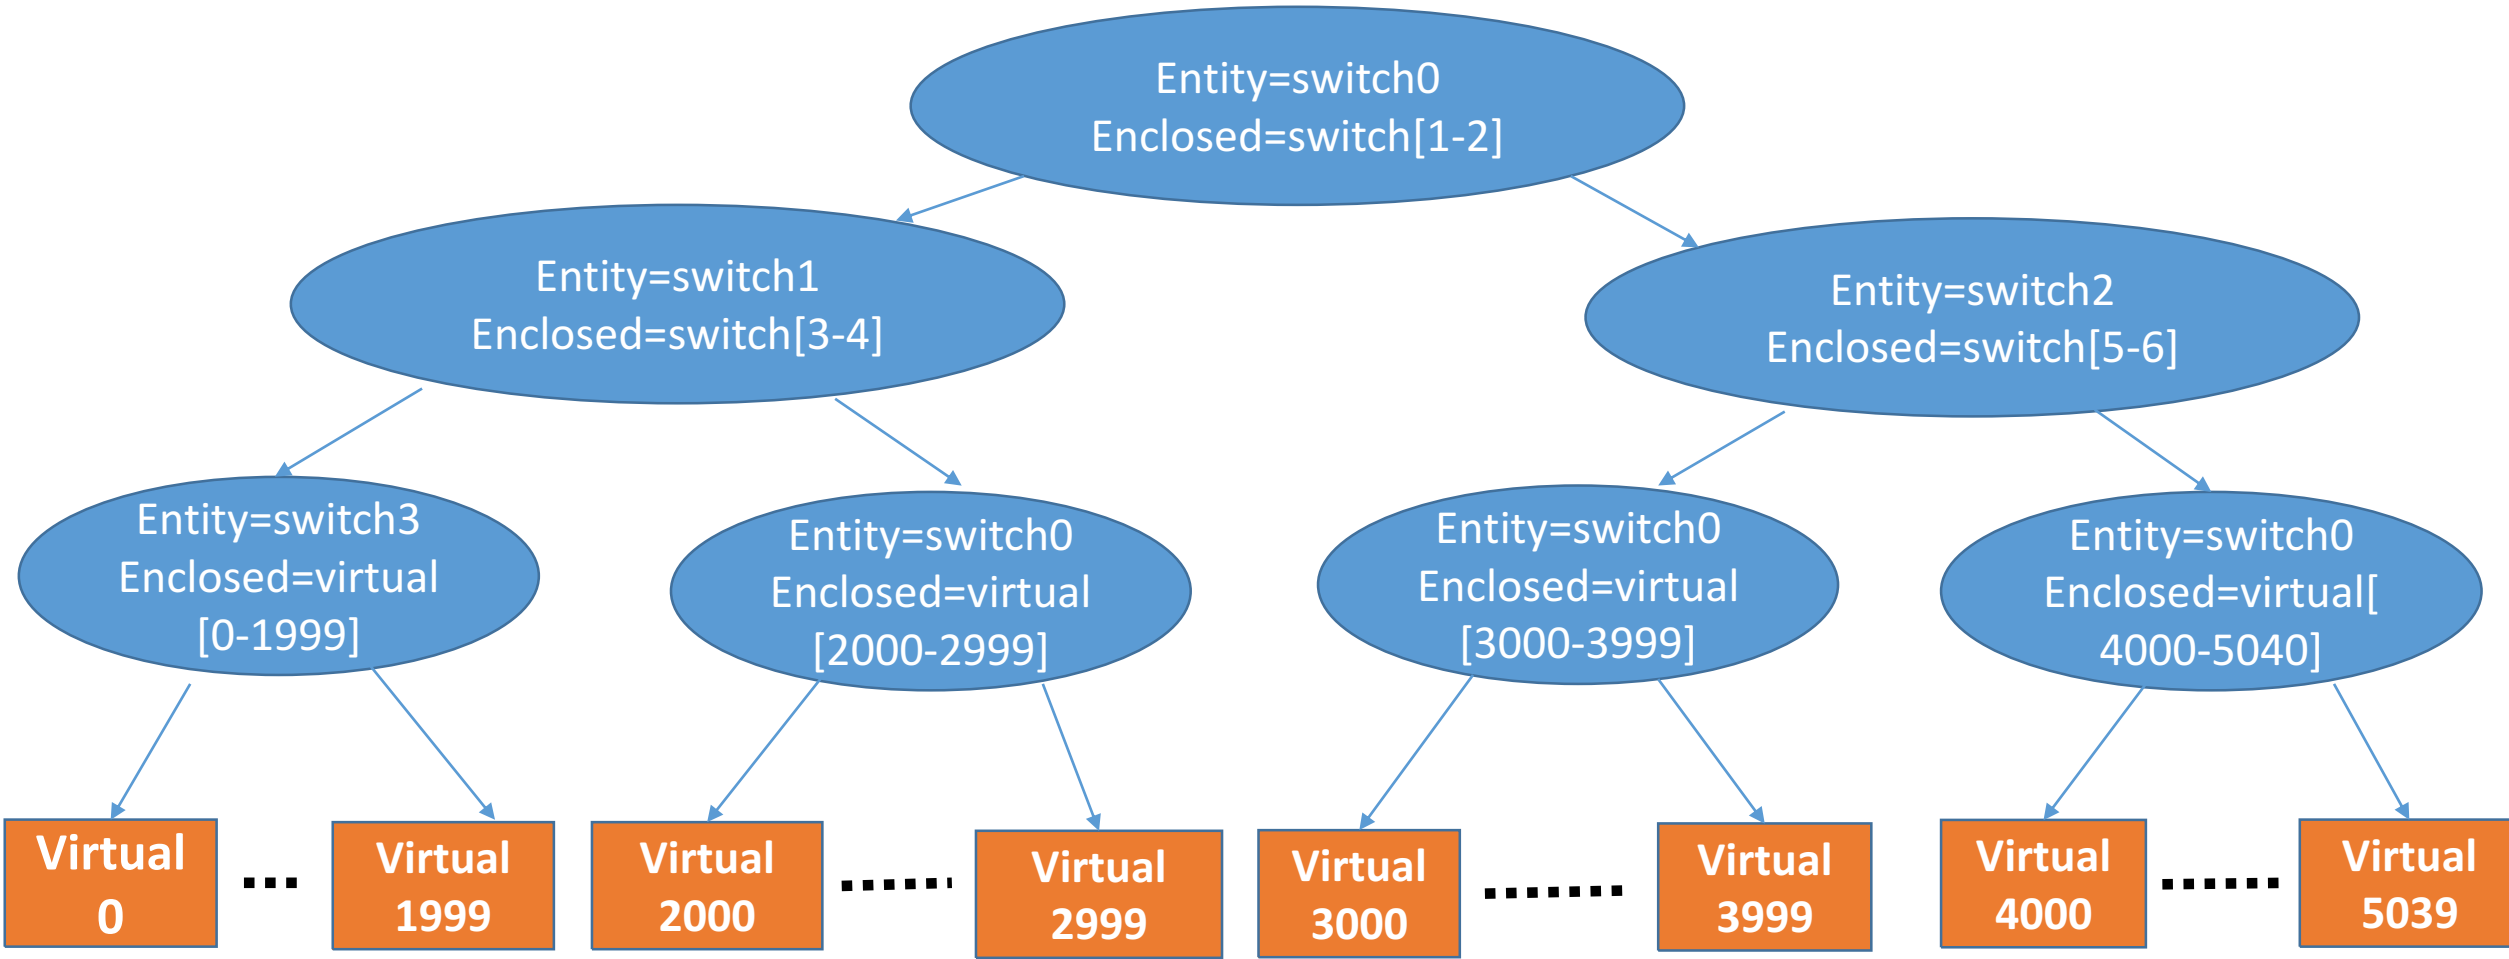 Entity=switch0
Enclosed=switch[1-2]
Entity=switch1
Enclosed=switch[3-4]
Entity=switch2
Enclosed=switch[5-6]
Entity=switch3
Enclosed=virtual
[0-1999]
Entity=switch0
Enclosed=virtual
[2000-2999]
Entity=switch0
Enclosed=virtual
[3000-3999]
Entity=switch0
Enclosed=virtual[
4000-5040]
Virtual
0
Virtual
1999
Virtual
2000
Virtual
2999
Virtual
3000
Virtual
3999
Virtual
4000
Virtual
5039